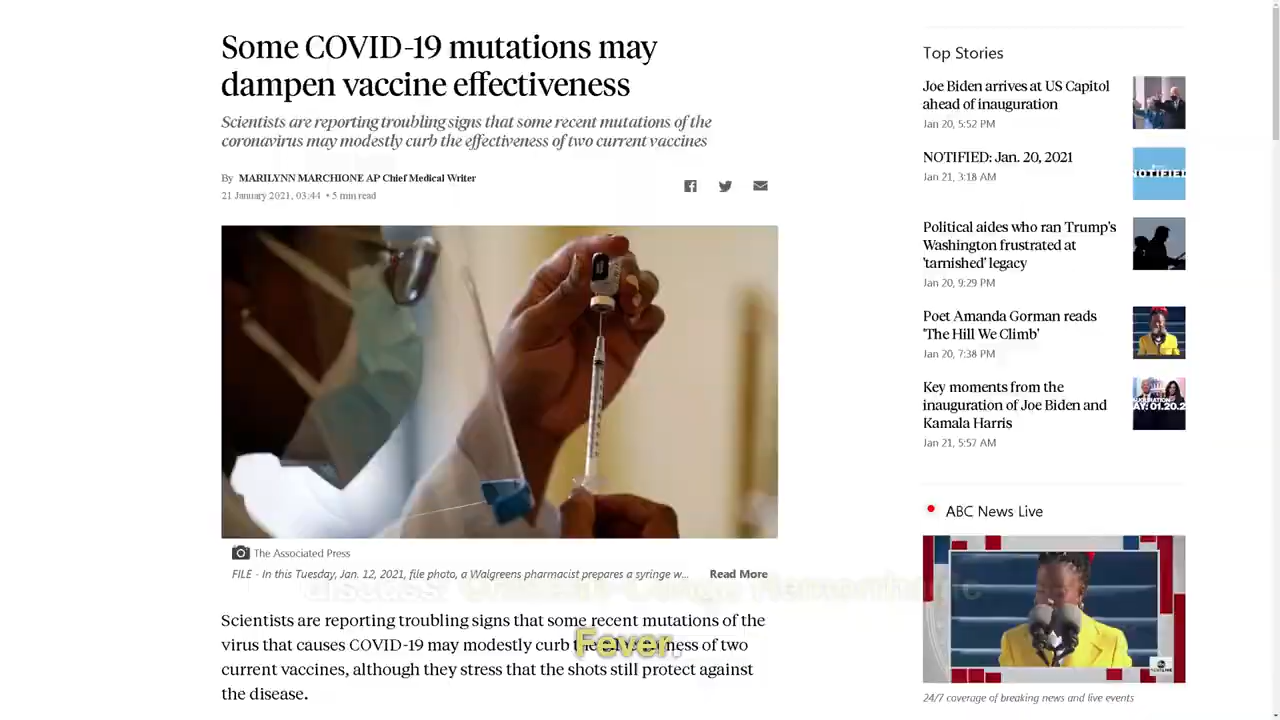 Some COVID-19 mutations may
dampen vaccine effectiveness
Scientists are reporting troubling signs that some recent mutations of the
coronavirus may modestly curb the effectiveness of two current vaccines
By MARILYNN MARCHIONE AP Chief Medical Writer
21 January 2021, 03:44 • 5 min read
The Associated Press
FILE - In this Tuesday, Jan. 12, 2021, file photo, a Walgreens pharmacist prepares a syringe w... Read More
Scientists are reporting troubling signs that some recent mutations of the
virus that causes COVID-19 may modestly curb of two
current vaccines, although they stress that the shots still protect against
the disease.
Fever.
Top Stories
Joe Biden arrives at US Capitol
ahead of inauguration
Jan 20, 5:52 PM
NOTIFIED: Jan. 20, 2021
Jan 21, 3:18 AM
Political aides who ran Trump's
Washington frustrated at
'tarnished' legacy
Jan 20, 9:29 PM
Poet Amanda Gorman reads
'The Hill We Climb'
Jan 20, 7:38 PM
Key moments from the
inauguration of Joe Biden and
Kamala Harris
Jan 21, 5:57 AM
ABC News Live
24/7 coverage of breaking news and live events